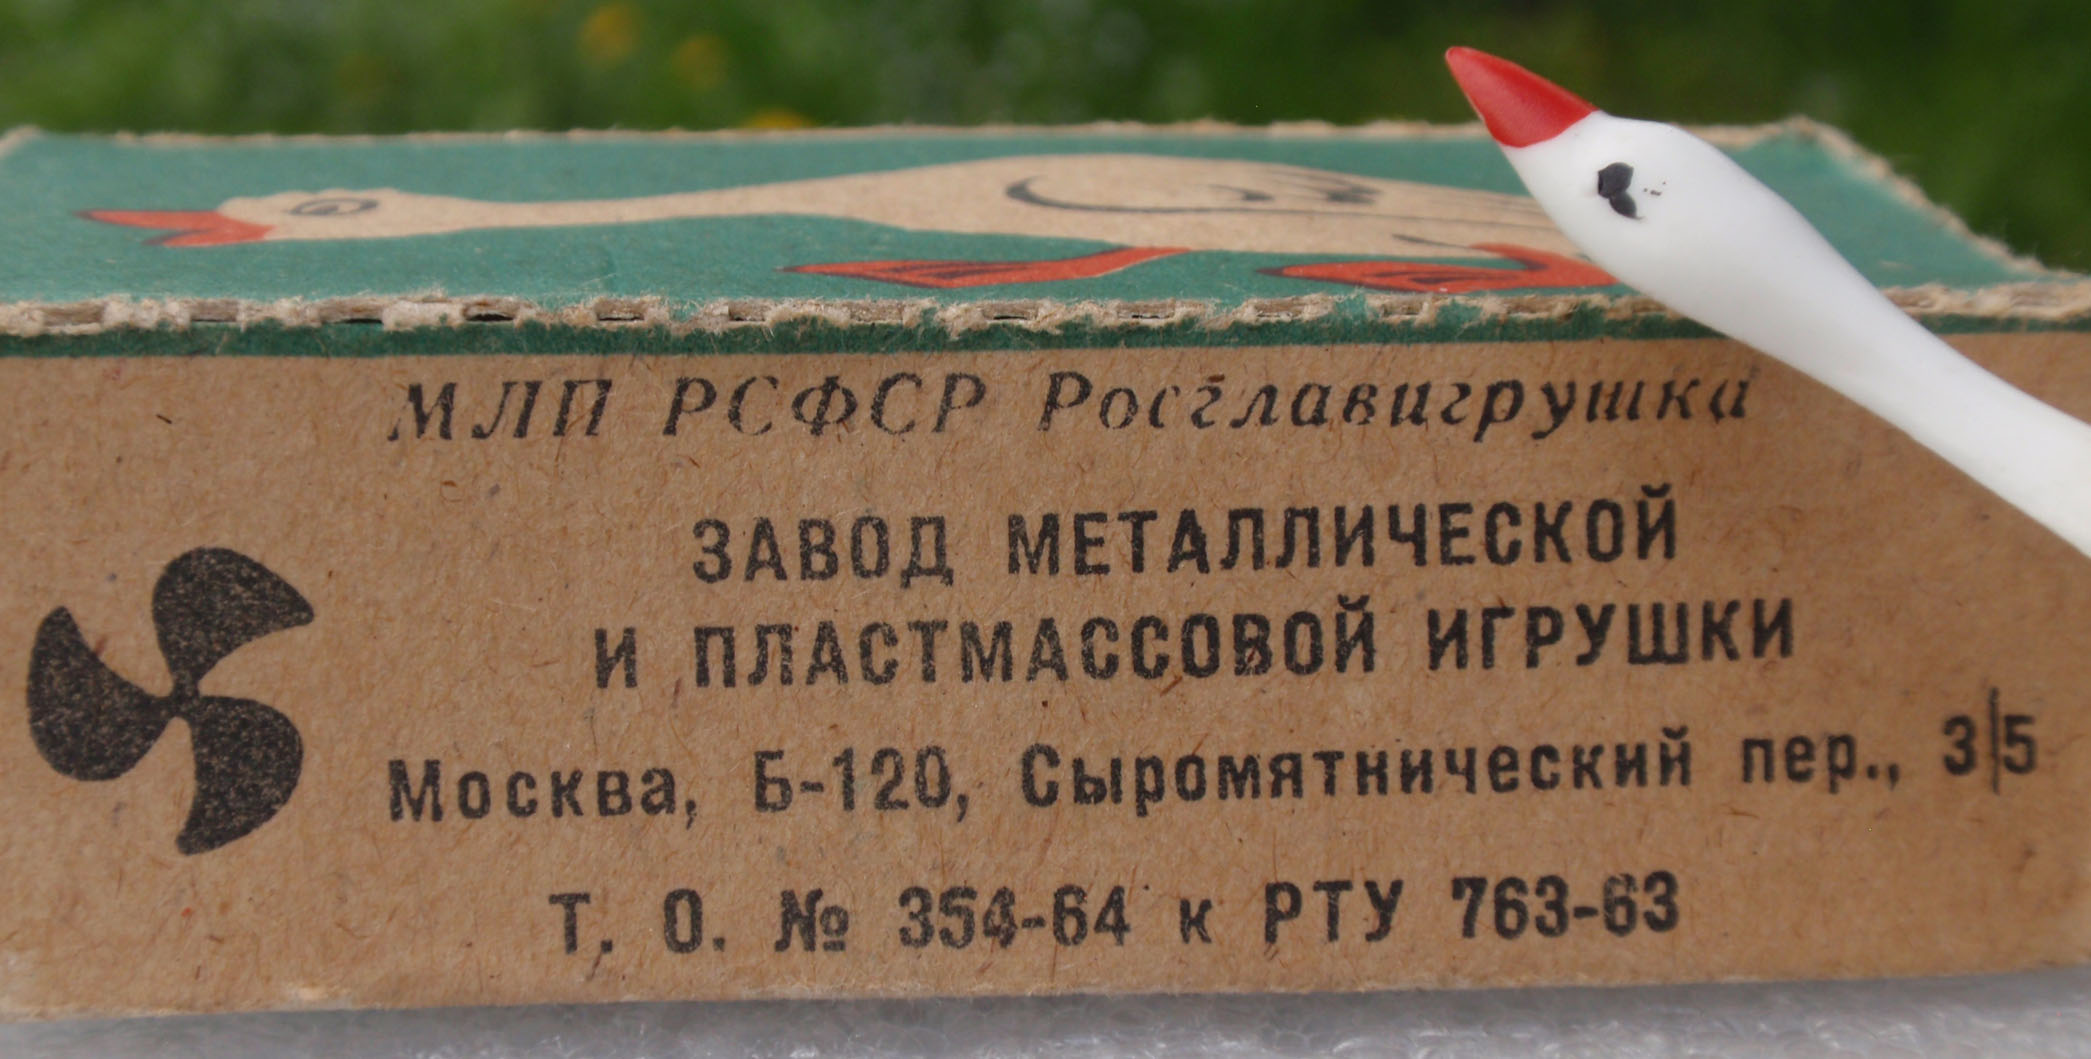 МЛП РСФСР Росглавигрушка
ЗАВОД МЕТАЛЛИЧЕСКОЙ
И ПЛАСТМАССОВОЙ ИГРУШКИ
Москва, Б-120, Сыромятнический пер., 3/5
Т. О. № 354-64 к РТУ 763-63